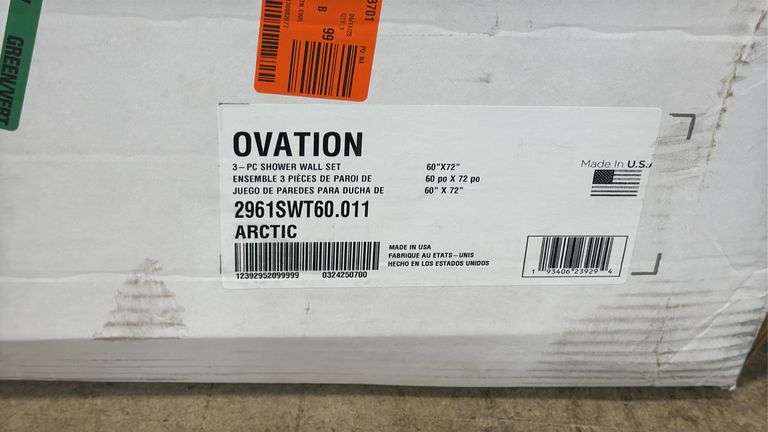 GREEN/VERT
3701
8
99
OVATION
3-PC SHOWER WALL SET 60"X72"
ENSEMBLE 3 PIÈCES DE PAROI DE 60 po X 72 po
JUEGO DE PAREDES PARA DUCHA DE 60" X 72"
2961SWT60.011
ARCTIC
12392952099999 0324250700
MADE IN USA
FABRIQUE AU ETATS-UNIS
HECHO EN LOS ESTADOS UNIDOS
Made In U.S.A
1 93406 23929 4